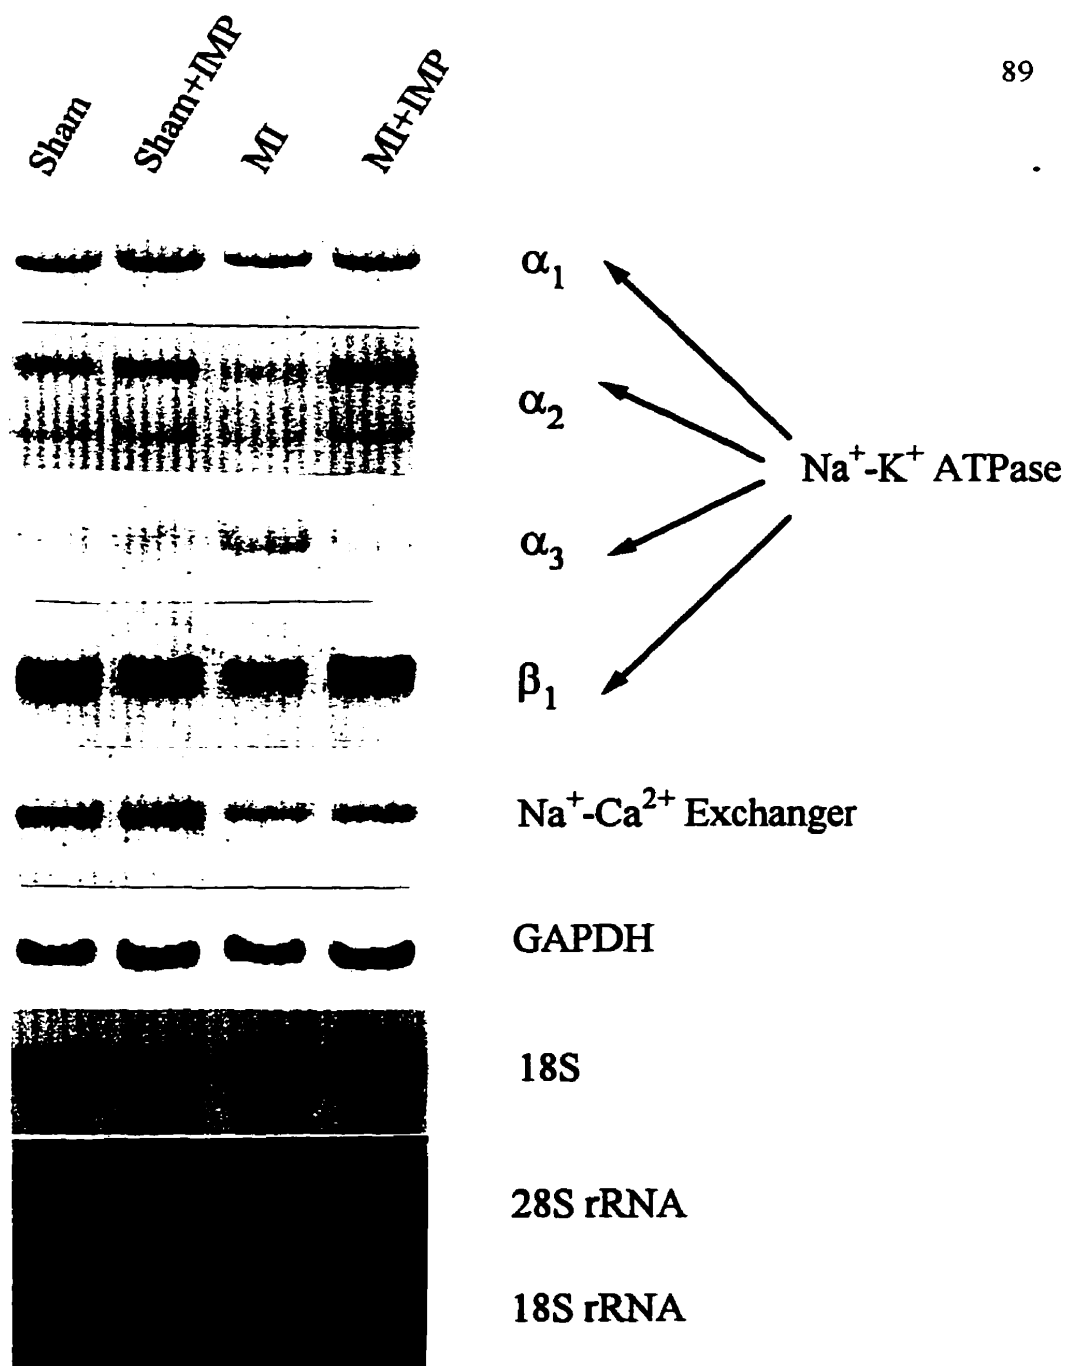 89
Sham
Sham+IMP
MI
MI+IMP
α₁
α₂
Na⁺-K⁺ ATPase
α₃
β₁
Na⁺-Ca²⁺ Exchanger
GAPDH
18S
28S rRNA
18S rRNA